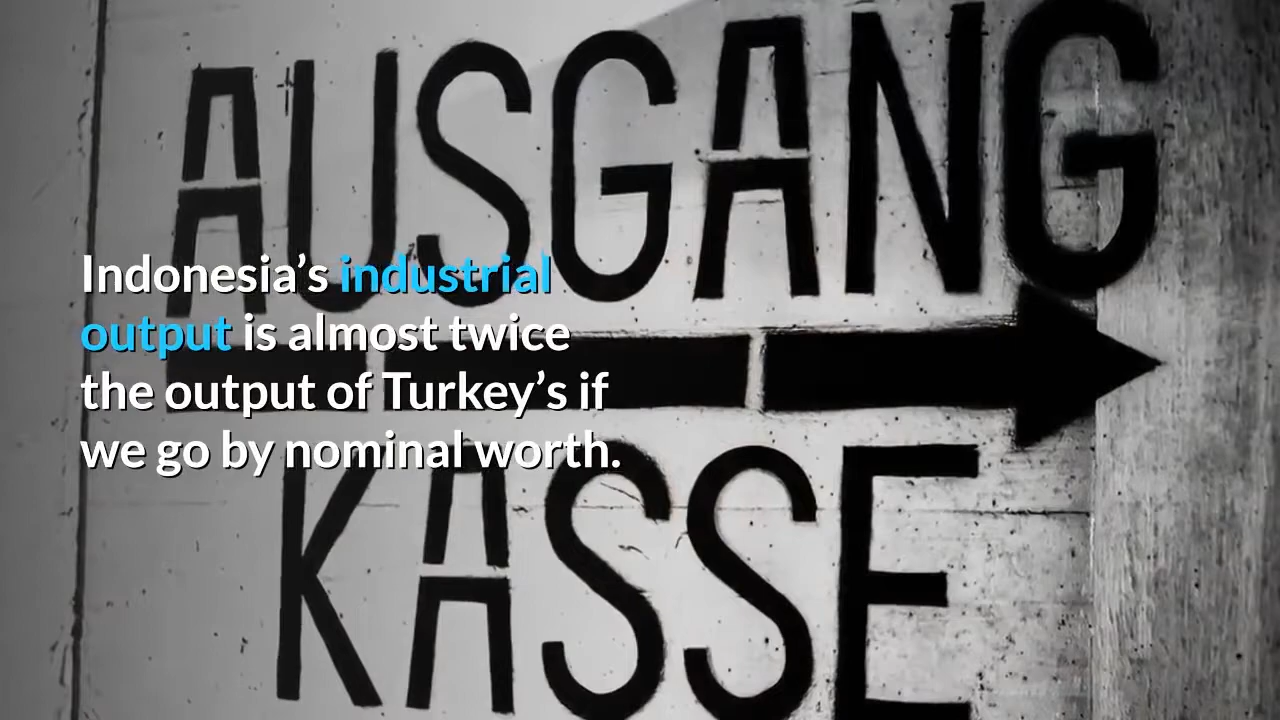 AUSGANG
Indonesia’s industrial
output is almost twice
the output of Turkey’s if
we go by nominal worth.
KASSE